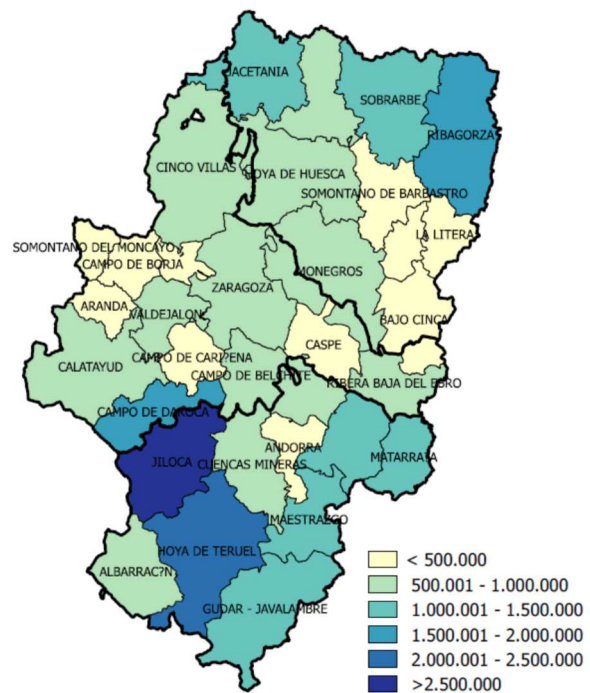 JACETANIA
SOBRARBE
RIBAGORZA
CINCO VILLAS
HOYA DE HUESCA
SOMONTANO DE BARBASTRO
LA LITERA
SOMONTANO DEL MONCAYO
CAMPO DE BORJA
MONEGROS
ZARAGOZA
ARANDA
VALDEJALON
BAJO CINCA
CASPE
CAMPO DE CARI?ENA
CALATAYUD
CAMPO DE BELCHITE
RIBERA BAJA DEL EBRO
CAMPO DE DAROCA
ANDORRA
MATARRA?A
JILOCA
CUENCAS MINERAS
MAESTRAZGO
HOYA DE TERUEL
ALBARRAC?N
GUDAR - JAVALAMBRE
< 500.000
500.001 - 1.000.000
1.000.001 - 1.500.000
1.500.001 - 2.000.000
2.000.001 - 2.500.000
>2.500.000